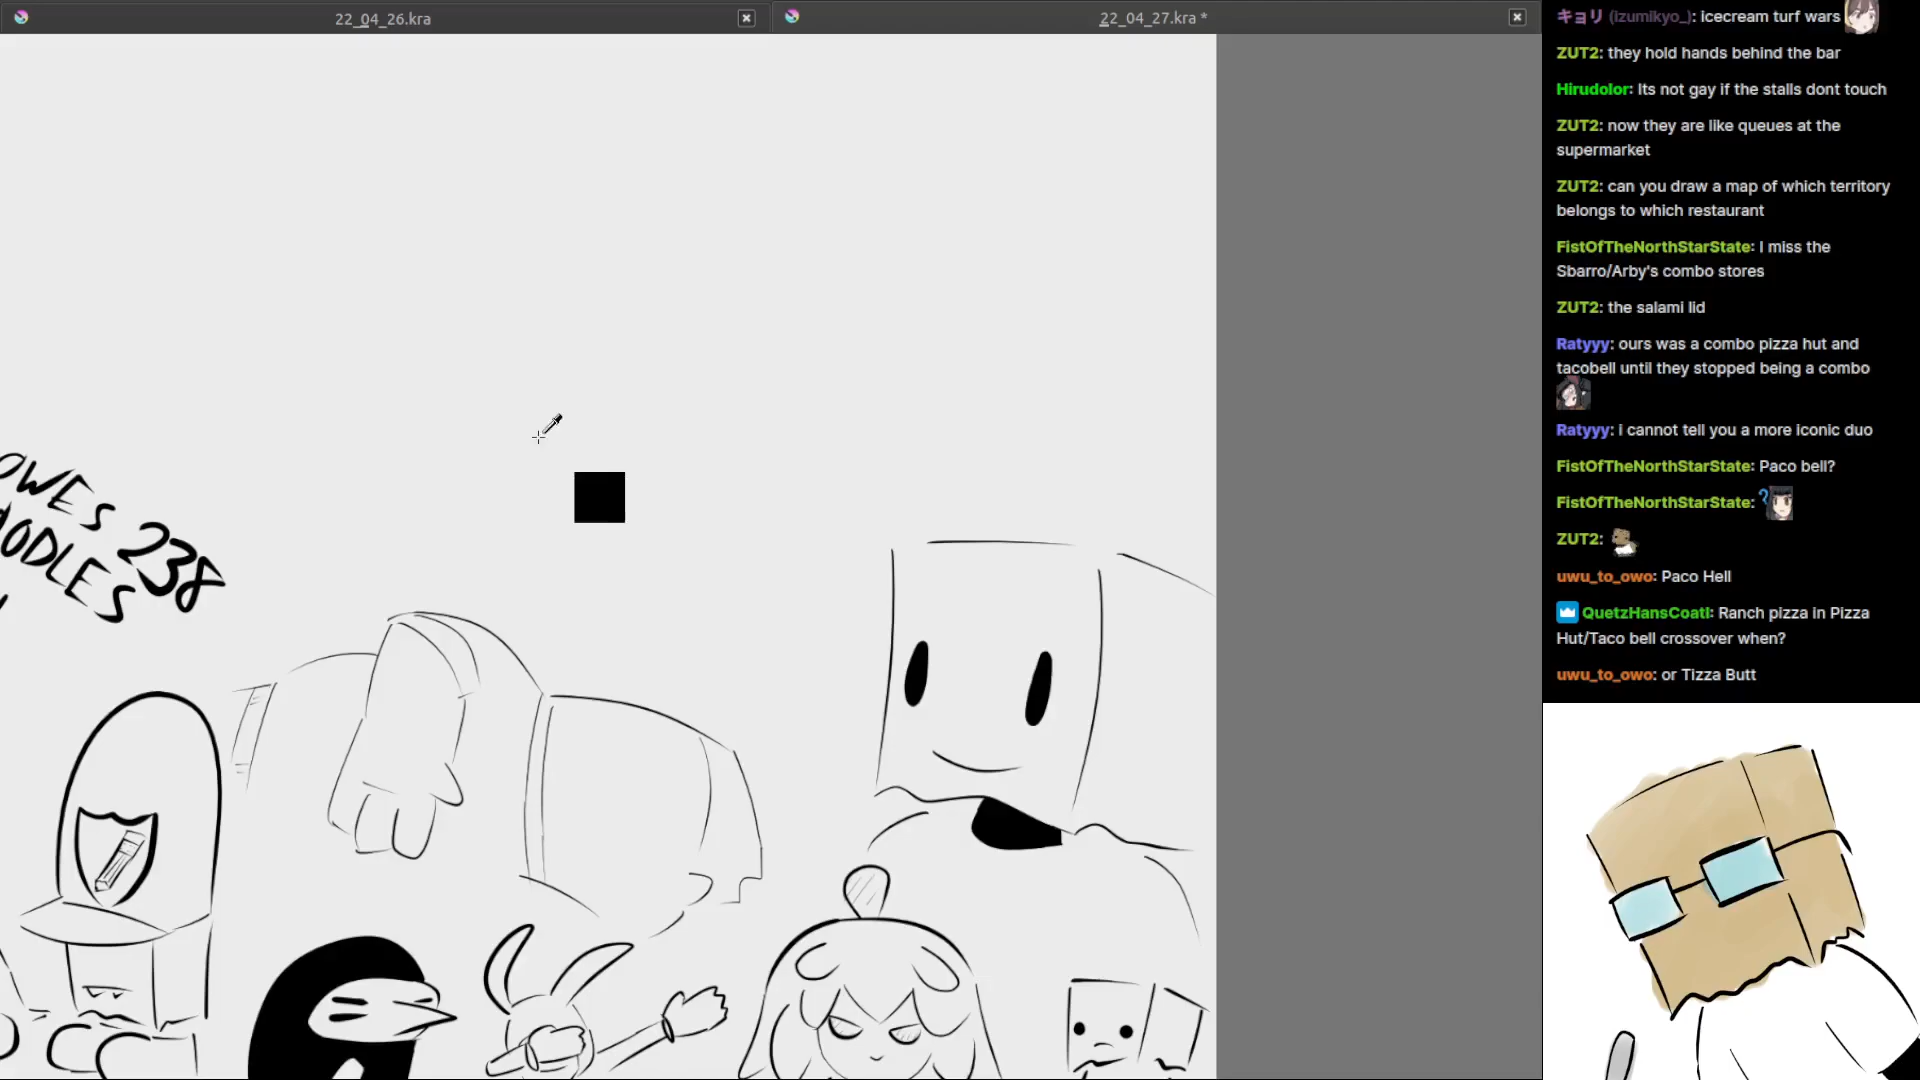 22_04_26.kra
22_04_27.kra *
OWES 238
OODLES
キョリ (izumikyo_): icecream turf wars
ZUT2: they hold hands behind the bar
Hirudolor: Its not gay if the stalls dont touch
ZUT2: now they are like queues at the
supermarket
ZUT2: can you draw a map of which territory
belongs to which restaurant
FistOfTheNorthStarState: I miss the
Sbarro/Arby's combo stores
ZUT2: the salami lid
Ratyyy: ours was a combo pizza hut and
tacobell until they stopped being a combo
Ratyyy: i cannot tell you a more iconic duo
FistOfTheNorthStarState: Paco bell?
FistOfTheNorthStarState:
ZUT2:
uwu_to_owo: Paco Hell
QuetzHansCoatl: Ranch pizza in Pizza
Hut/Taco bell crossover when?
uwu_to_owo: or Tizza Butt